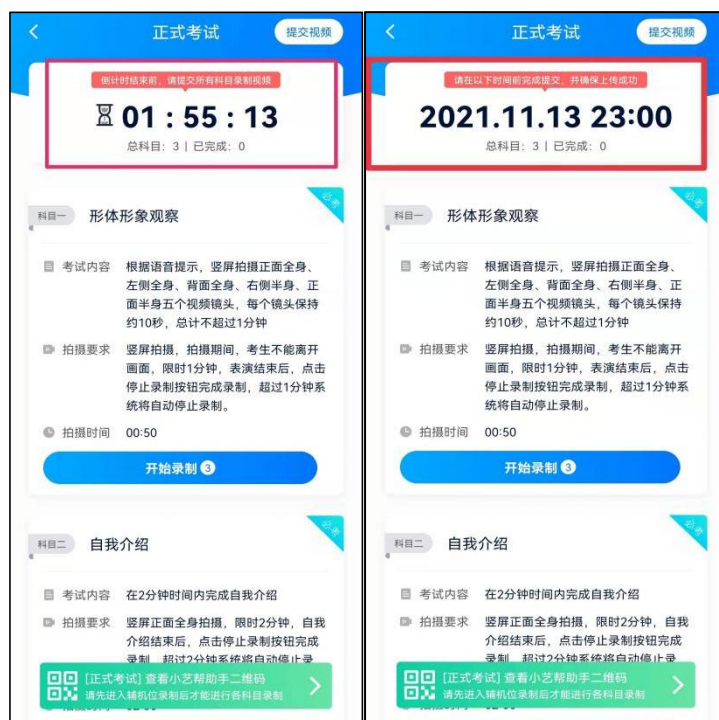 正式考试
提交视频
倒计时结束前，请提交所有科目录制视频
01 : 55 : 13
总科目：3 | 已完成：0
科目一
形体形象观察
必考
考试内容
根据语音提示，竖屏拍摄正面全身、
左侧全身、背面全身、右侧半身、正
面半身五个视频镜头，每个镜头保持
约10秒，总计不超过1分钟
拍摄要求
竖屏拍摄，拍摄期间，考生不能离开
画面，限时1分钟，表演结束后，点击
停止录制按钮完成录制，超过1分钟系
统将自动停止录制。
拍摄时间
00:50
开始录制 3
科目二
自我介绍
必考
考试内容
在2分钟时间内完成自我介绍
拍摄要求
竖屏正面全身拍摄，限时2分钟，自我
介绍结束后，点击停止录制按钮完成
录制，超过2分钟系统将自动停止录
[正式考试] 查看小艺帮助手二维码
请先进入辅机位录制后才能进行各科目录制
正式考试
提交视频
请在以下时间前完成提交，并确保上传成功
2021.11.13 23:00
总科目：3 | 已完成：0
科目一
形体形象观察
必考
考试内容
根据语音提示，竖屏拍摄正面全身、
左侧全身、背面全身、右侧半身、正
面半身五个视频镜头，每个镜头保持
约10秒，总计不超过1分钟
拍摄要求
竖屏拍摄，拍摄期间，考生不能离开
画面，限时1分钟，表演结束后，点击
停止录制按钮完成录制，超过1分钟系
统将自动停止录制。
拍摄时间
00:50
开始录制 3
科目二
自我介绍
必考
考试内容
在2分钟时间内完成自我介绍
拍摄要求
竖屏正面全身拍摄，限时2分钟，自我
介绍结束后，点击停止录制按钮完成
录制，超过2分钟系统将自动停止录
[正式考试] 查看小艺帮助手二维码
请先进入辅机位录制后才能进行各科目录制